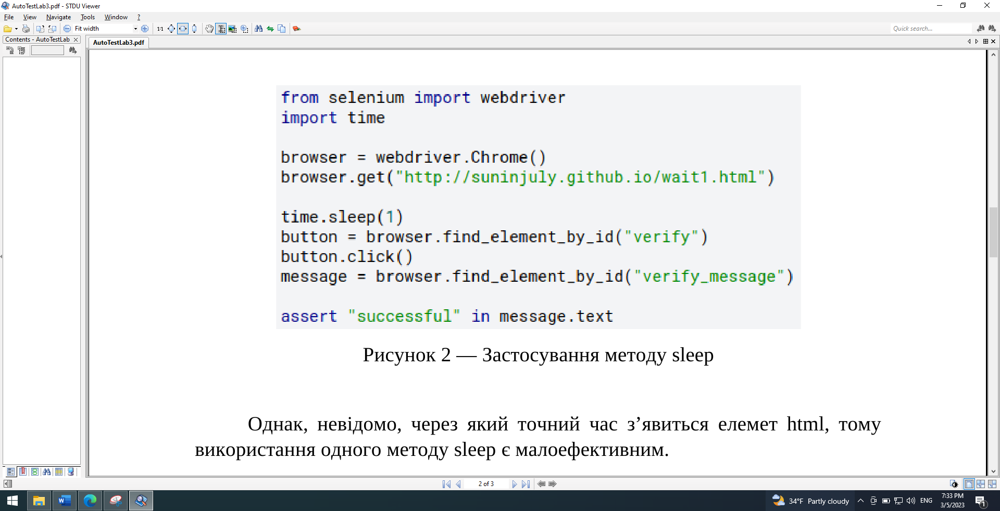 AutoTestLab3.pdf - STDU Viewer
File View Navigate Tools Window ?
Fit width 1:1 Quick search...
Contents - AutoTestLab
AutoTestLab3.pdf
from selenium import webdriver
import time
browser = webdriver.Chrome()
browser.get("http://suninjuly.github.io/wait1.html")
time.sleep(1)
button = browser.find_element_by_id("verify")
button.click()
message = browser.find_element_by_id("verify_message")
assert "successful" in message.text
Рисунок 2 — Застосування методу sleep
Однак, невідомо, через який точний час з’явиться елемет html, тому
використання одного методу sleep є малоефективним.
2 of 3
34°F Partly cloudy ENG
7:33 PM
3/5/2023
1